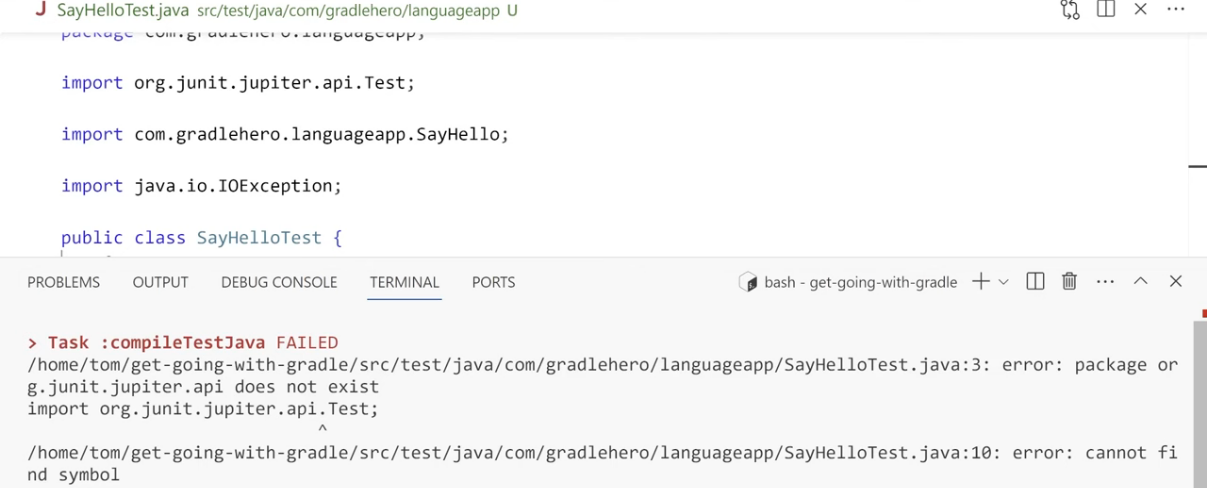 SayHelloTest.java src/test/java/com/gradlehero/languageapp U
package com.gradlehero.languageapp;
import org.junit.jupiter.api.Test;
import com.gradlehero.languageapp.SayHello;
import java.io.IOException;
public class SayHelloTest {
PROBLEMS OUTPUT DEBUG CONSOLE TERMINAL PORTS bash - get-going-with-gradle
> Task :compileTestJava FAILED
/home/tom/get-going-with-gradle/src/test/java/com/gradlehero/languageapp/SayHelloTest.java:3: error: package or
g.junit.jupiter.api does not exist
import org.junit.jupiter.api.Test;
^
/home/tom/get-going-with-gradle/src/test/java/com/gradlehero/languageapp/SayHelloTest.java:10: error: cannot fi
nd symbol